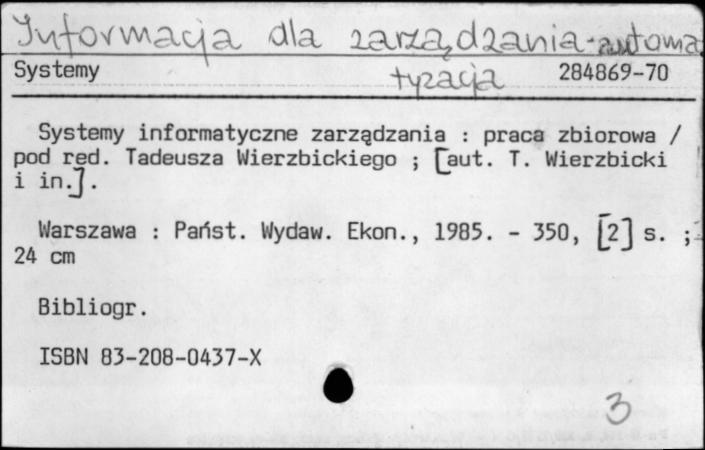 Informacja dla zarządzania - automa
tyzacja
Systemy 284869-70
Systemy informatyczne zarządzania : praca zbiorowa /
pod red. Tadeusza Wierzbickiego ; [aut. T. Wierzbicki
i in.].
Warszawa : Państ. Wydaw. Ekon., 1985. - 350, [2] s. ;
24 cm
Bibliogr.
ISBN 83-208-0437-X
3